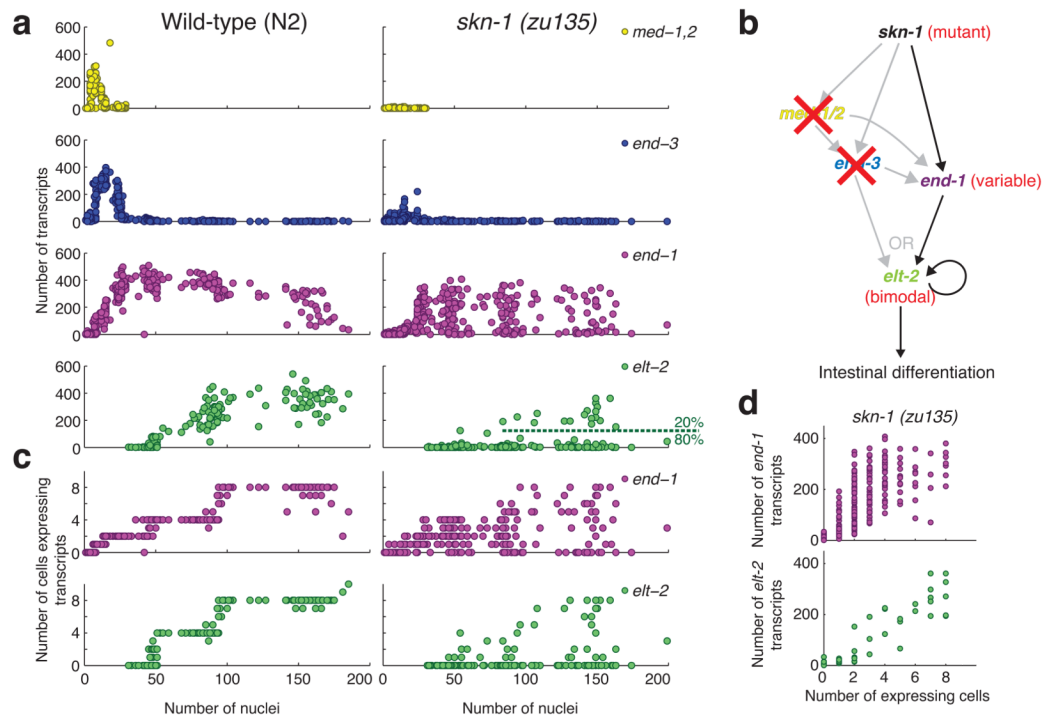 a
Wild-type (N2)
skn-1 (zu135)
b
med-1,2
600
400
200
0
end-3
600
400
200
0
Number of transcripts
end-1
600
400
200
0
elt-2
600
400
200
0
20%
80%
c
end-1
8
4
0
elt-2
8
4
0
Number of cells expressing
transcripts
0 50 100 150 200
0 50 100 150 200
Number of nuclei
Number of nuclei
skn-1 (mutant)
med-1/2
end-3
end-1 (variable)
OR
elt-2
(bimodal)
Intestinal differentiation
d
skn-1 (zu135)
Number of end-1
transcripts
400
200
0
Number of elt-2
transcripts
400
200
0
0 2 4 6 8
Number of expressing cells